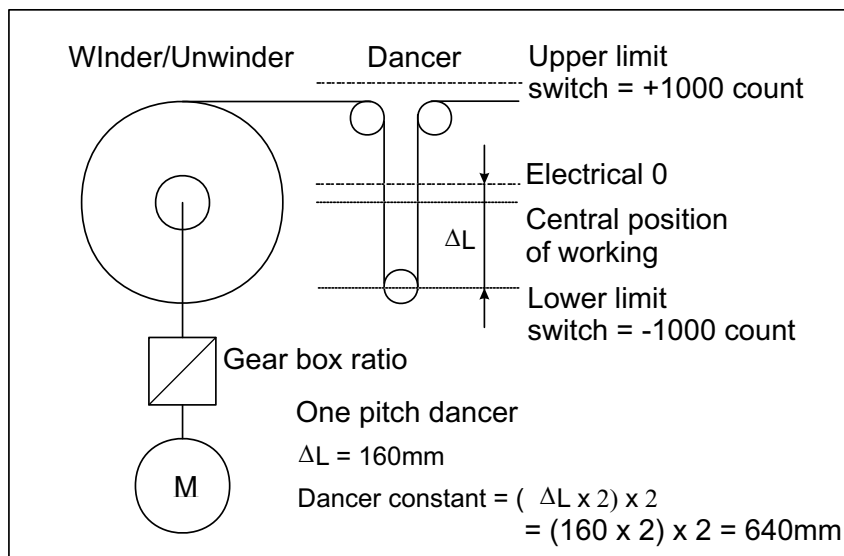 WInder/Unwinder
Dancer
Upper limit
switch = +1000 count
Electrical 0
Central position
of working
ΔL
Lower limit
switch = -1000 count
Gear box ratio
One pitch dancer
ΔL = 160mm
M
Dancer constant = ( ΔL x 2) x 2
= (160 x 2) x 2 = 640mm